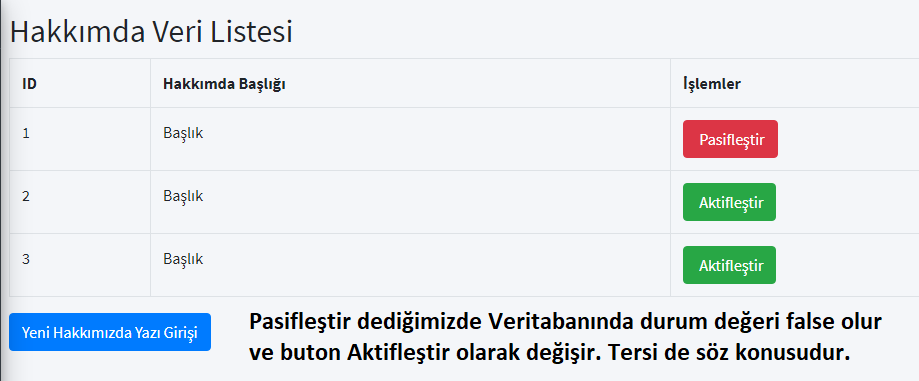 Hakkımda Veri Listesi
ID Hakkımda Başlığı İşlemler
1 Başlık Pasifleştir
2 Başlık Aktifleştir
3 Başlık Aktifleştir
Yeni Hakkımızda Yazı Girişi
Pasifleştir dediğimizde Veritabanında durum değeri false olur
ve buton Aktifleştir olarak değişir. Tersi de söz konusudur.